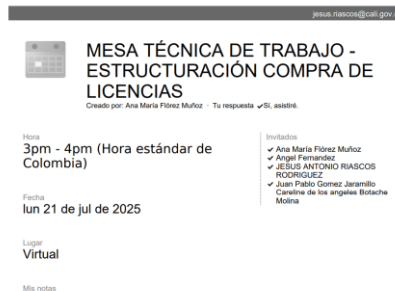 jesus.riascos@cali.gov.
MESA TÉCNICA DE TRABAJO -
ESTRUCTURACIÓN COMPRA DE
LICENCIAS
Creado por: Ana María Flórez Muñoz · Tu respuesta ✔Sí, asistiré.
Hora
3pm - 4pm (Hora estándar de
Colombia)
Fecha
lun 21 de jul de 2025
Lugar
Virtual
Mis notas
Invitados
✔ Ana María Flórez Muñoz
✔ Angel Fernandez
✔ JESUS ANTONIO RIASCOS
RODRIGUEZ
✔ Juan Pablo Gomez Jaramillo
Careline de los angeles Botache
Molina